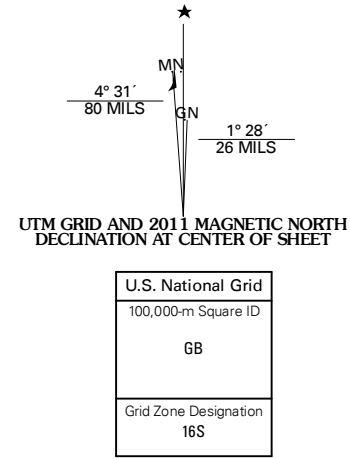 ★
MN
GN
4° 31´
80 MILS
1° 28´
26 MILS
UTM GRID AND 2011 MAGNETIC NORTH
DECLINATION AT CENTER OF SHEET
U.S. National Grid
100,000-m Square ID
GB
Grid Zone Designation
16S